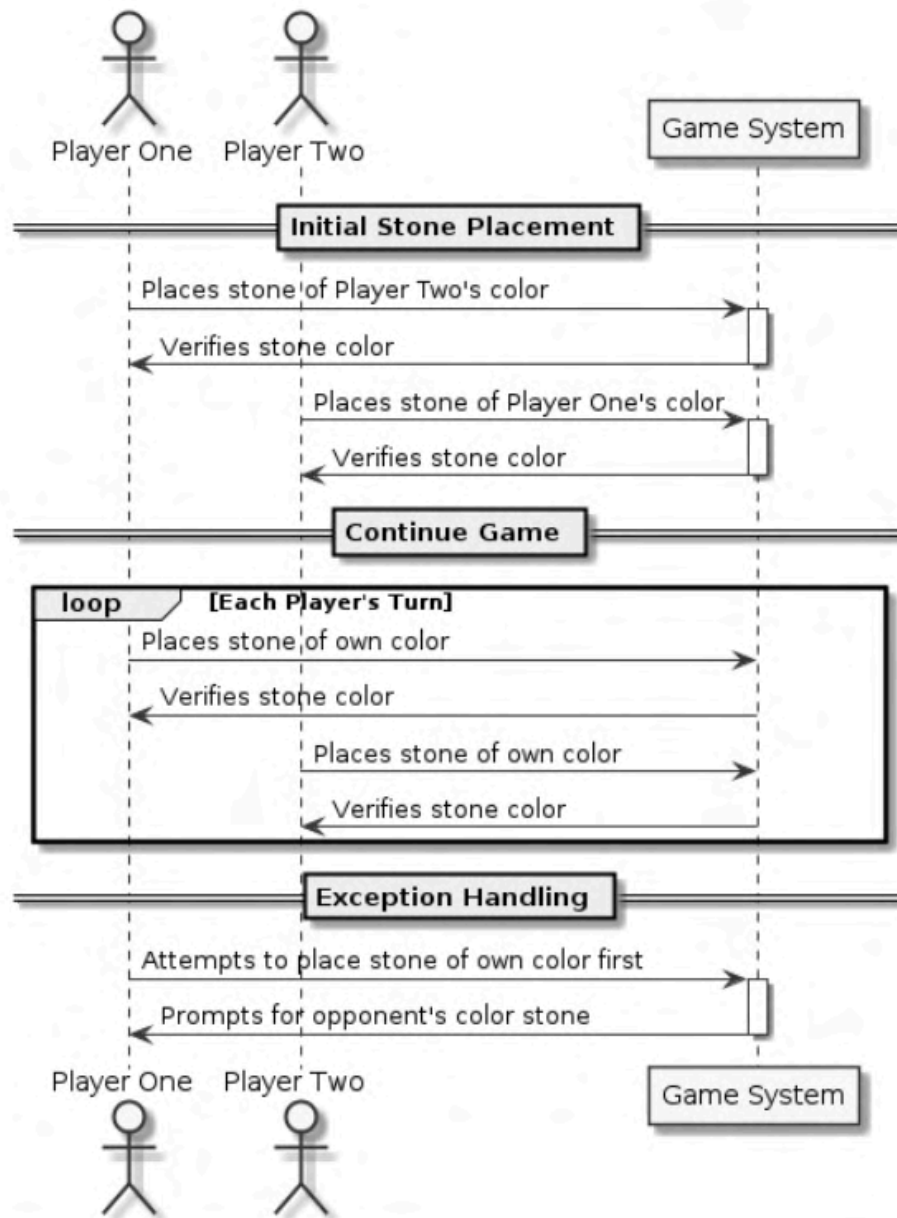 Player One
Player Two
Game System
Initial Stone Placement
Places stone of Player Two's color
Verifies stone color
Places stone of Player One's color
Verifies stone color
Continue Game
loop [Each Player's Turn]
Places stone of own color
Verifies stone color
Places stone of own color
Verifies stone color
Exception Handling
Attempts to place stone of own color first
Prompts for opponent's color stone
Player One
Player Two
Game System